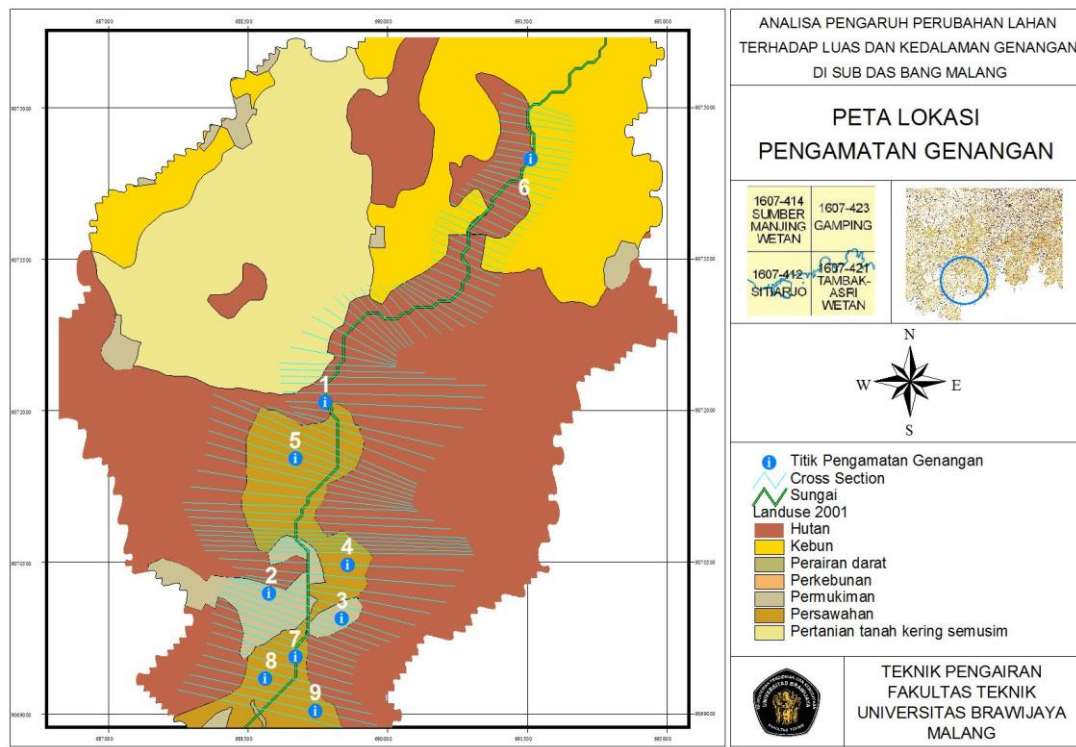 ANALISA PENGARUH PERUBAHAN LAHAN
TERHADAP LUAS DAN KEDALAMAN GENANGAN
DI SUB DAS BANG MALANG
PETA LOKASI
PENGAMATAN GENANGAN
1607-414
SUMBER
MANJING
WETAN
1607-423
GAMPING
1607-412
SITIARJO
1607-421
TAMBAK-
ASRI
WETAN
N
W E
S
Titik Pengamatan Genangan
Cross Section
Sungai
Landuse 2001
Hutan
Kebun
Perairan darat
Perkebunan
Permukiman
Persawahan
Pertanian tanah kering semusim
UNIVERSITAS BRAWIJAYA
TEKNIK PENGAIRAN
FAKULTAS TEKNIK
UNIVERSITAS BRAWIJAYA
MALANG
6
1
5
4
2
3
7
8
9